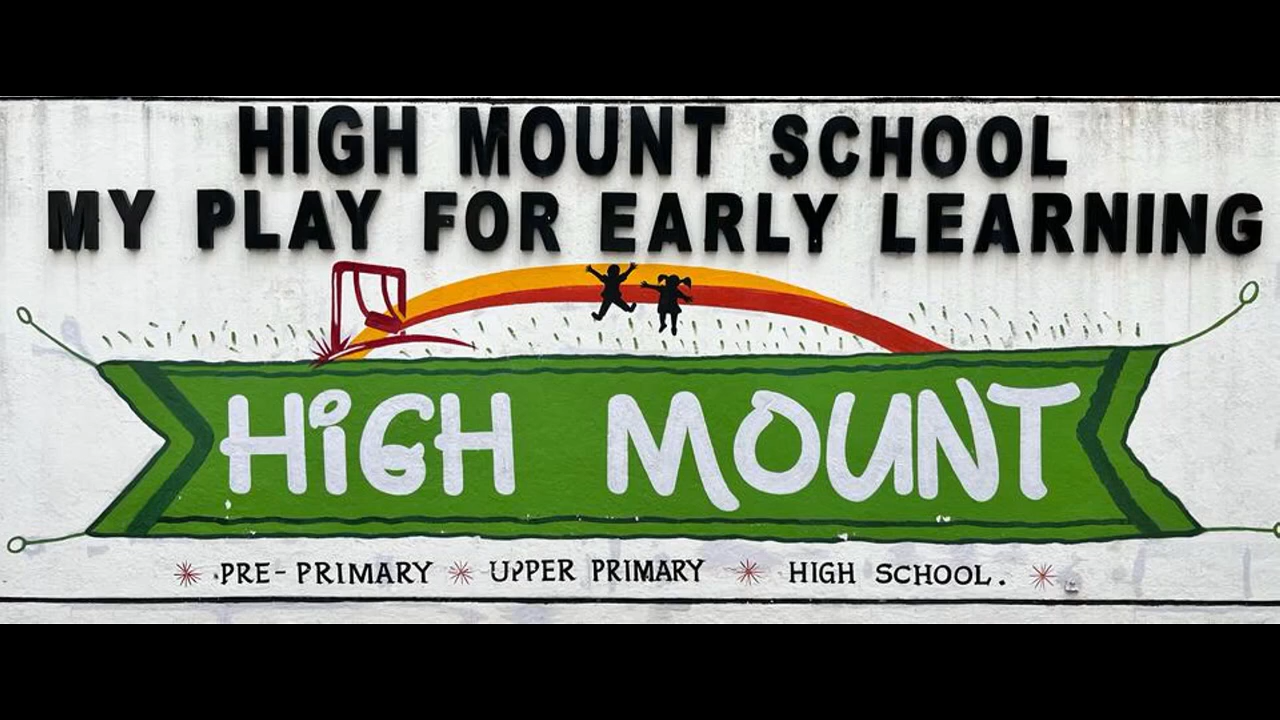 HIGH MOUNT SCHOOL
MY PLAY FOR EARLY LEARNING
HiGH MOUNT
PRE-PRIMARY UPPER PRIMARY HIGH SCHOOL.